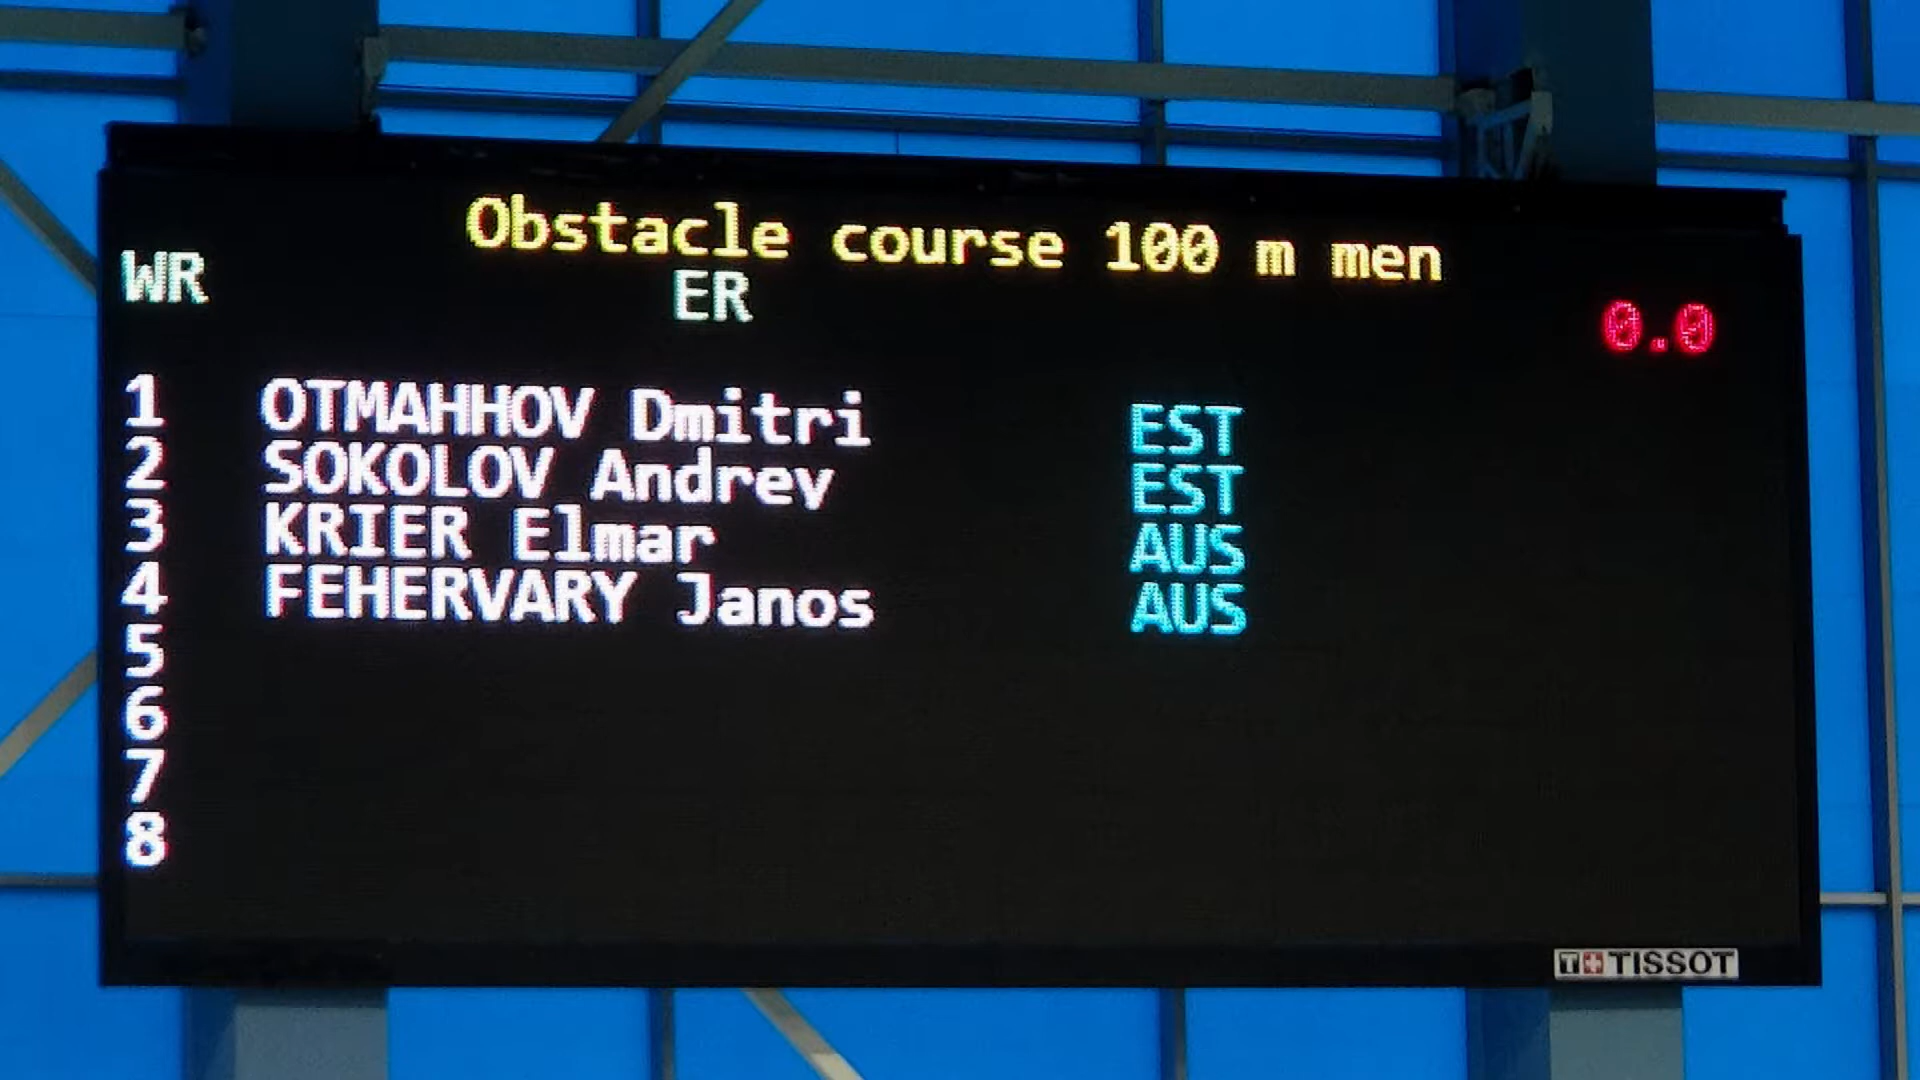 Obstacle course 100 m men
WR ER 0.0
1 OTMAHHOV Dmitri EST
2 SOKOLOV Andrev EST
3 KRIER Elmar AUS
4 FEHERVARY Janos AUS
5
6
7
8
T+ TISSOT